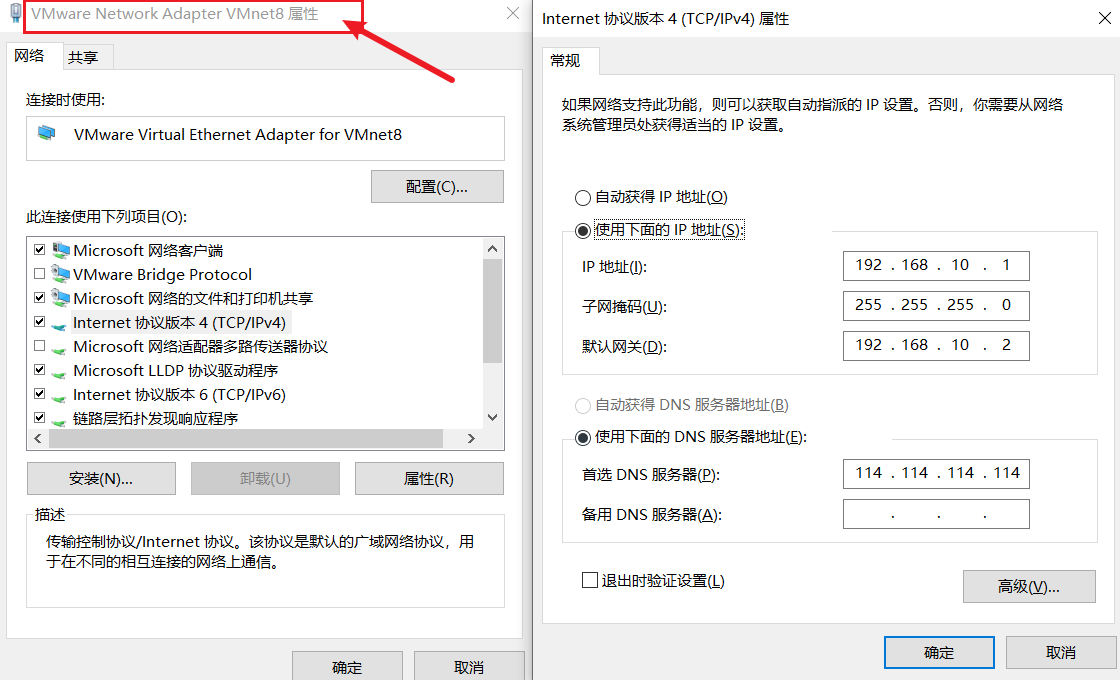 VMware Network Adapter VMnet8 属性
网络
共享
连接时使用:
VMware Virtual Ethernet Adapter for VMnet8
配置(C)...
此连接使用下列项目(O):
Microsoft 网络客户端
VMware Bridge Protocol
Microsoft 网络的文件和打印机共享
Internet 协议版本 4 (TCP/IPv4)
Microsoft 网络适配器多路传送器协议
Microsoft LLDP 协议驱动程序
Internet 协议版本 6 (TCP/IPv6)
链路层拓扑发现响应程序
安装(N)...
卸载(U)
属性(R)
描述
传输控制协议/Internet 协议。该协议是默认的广域网络协议，用
于在不同的相互连接的网络上通信。
确定
取消
Internet 协议版本 4 (TCP/IPv4) 属性
常规
如果网络支持此功能，则可以获取自动指派的 IP 设置。否则，你需要从网络
系统管理员处获得适当的 IP 设置。
自动获得 IP 地址(O)
使用下面的 IP 地址(S):
IP 地址(I):
192 . 168 . 10 . 1
子网掩码(U):
255 . 255 . 255 . 0
默认网关(D):
192 . 168 . 10 . 2
自动获得 DNS 服务器地址(B)
使用下面的 DNS 服务器地址(E):
首选 DNS 服务器(P):
114 . 114 . 114 . 114
备用 DNS 服务器(A):
. . .
退出时验证设置(L)
高级(V)...
确定
取消